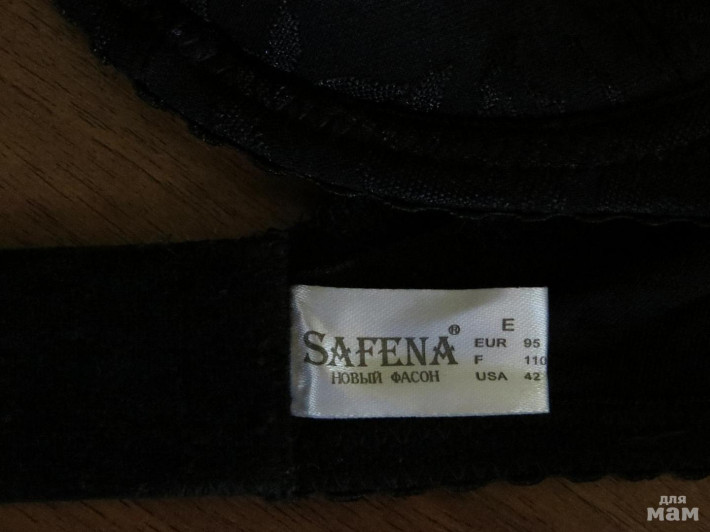 E
SAFENA®
НОВЫЙ ФАСОН
EUR 95
F 110
USA 42
для
мам